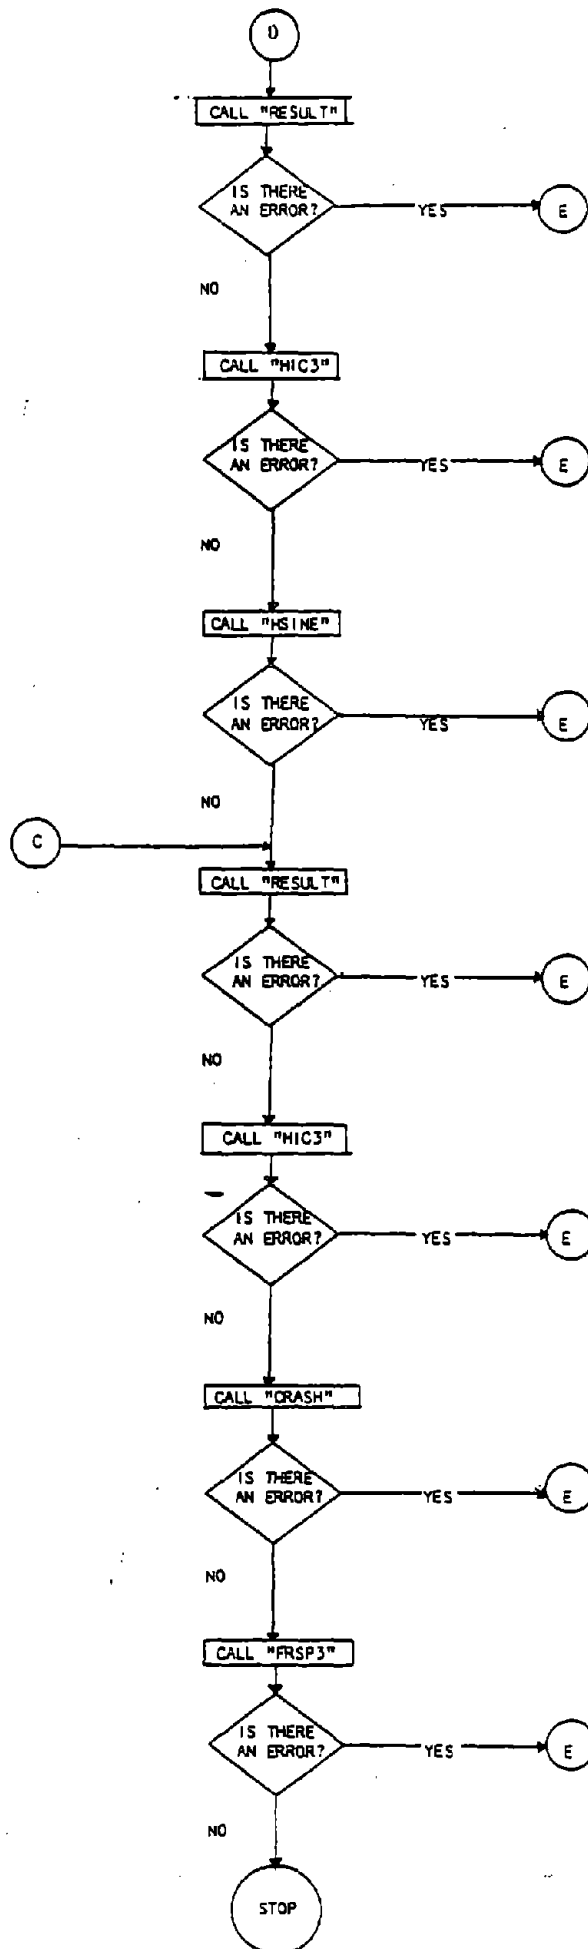 D
CALL "RESULT"
IS THERE
AN ERROR?
YES
E
NO
CALL "HIC3"
IS THERE
AN ERROR?
YES
E
NO
CALL "HSINE"
IS THERE
AN ERROR?
YES
E
NO
C
CALL "RESULT"
IS THERE
AN ERROR?
YES
E
NO
CALL "HIC3"
IS THERE
AN ERROR?
YES
E
NO
CALL "CRASH"
IS THERE
AN ERROR?
YES
E
NO
CALL "FRSP3"
IS THERE
AN ERROR?
YES
E
NO
STOP